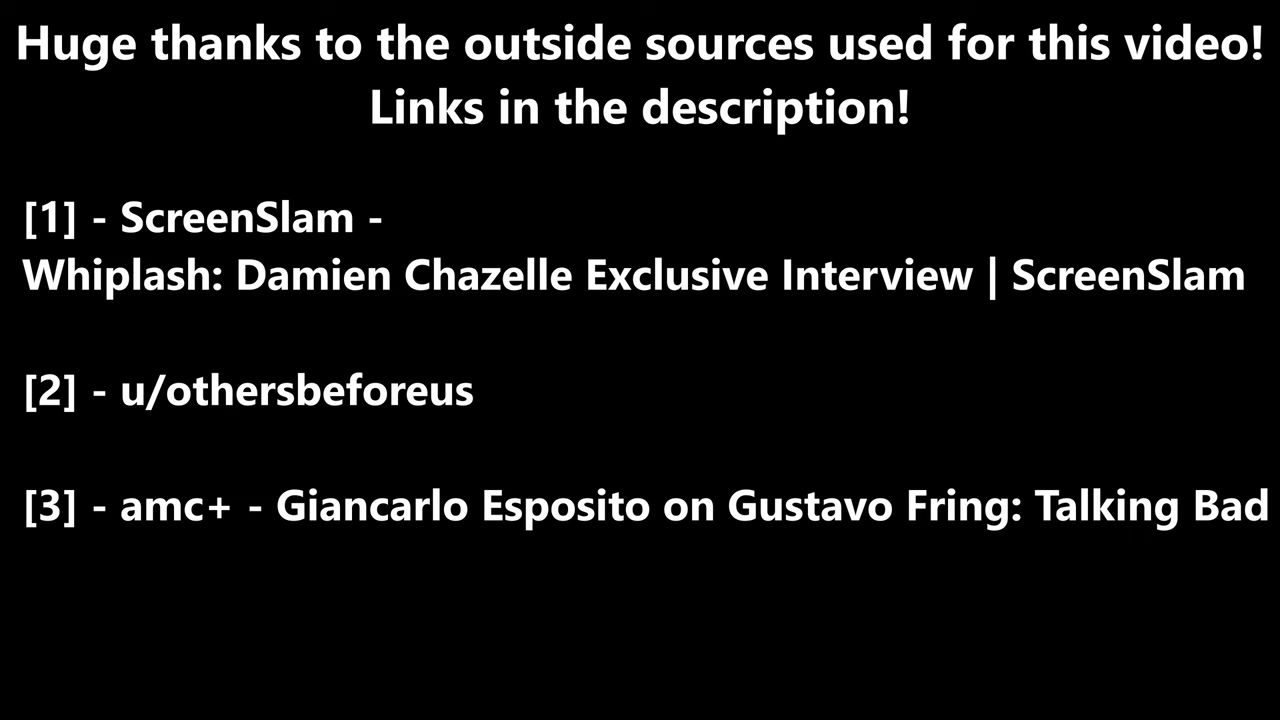 Huge thanks to the outside sources used for this video!
Links in the description!
[1] - ScreenSlam -
Whiplash: Damien Chazelle Exclusive Interview | ScreenSlam
[2] - u/othersbeforeus
[3] - amc+ - Giancarlo Esposito on Gustavo Fring: Talking Bad